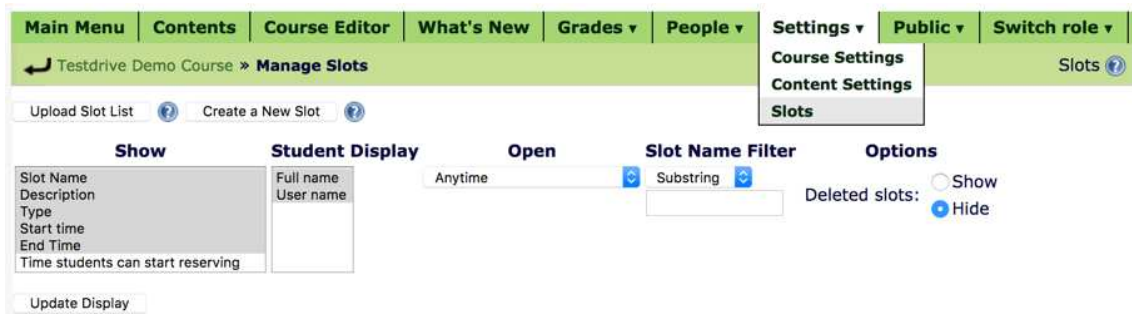 Main Menu Contents Course Editor What's New Grades ▾ People ▾ Settings ▾ Public ▾ Switch role ▾
Testdrive Demo Course » Manage Slots
Course Settings
Content Settings
Slots
Slots ?
Upload Slot List ? Create a New Slot ?
Show Student Display Open Slot Name Filter Options
Slot Name
Description
Type
Start time
End Time
Time students can start reserving
Full name
User name
Anytime
Substring
Deleted slots: Show
Hide
Update Display